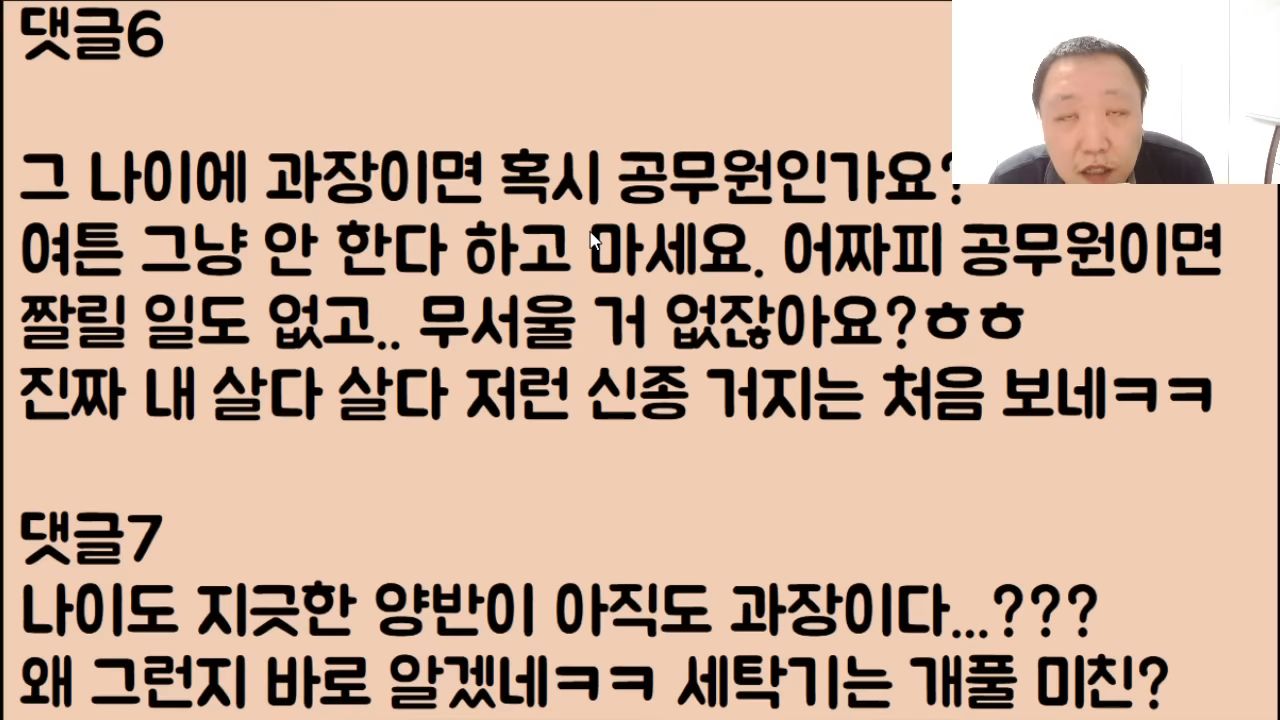 댓글6
그 나이에 과장이면 혹시 공무원인가요?
여튼 그냥 안 한다 하고 마세요. 어짜피 공무원이면
짤릴 일도 없고.. 무서울 거 없잖아요?ㅎㅎ
진짜 내 살다 살다 저런 신종 거지는 처음 보네ㅋㅋ
댓글7
나이도 지긋한 양반이 아직도 과장이다...???
왜 그런지 바로 알겠네ㅋㅋ 세탁기는 개풀 미친?